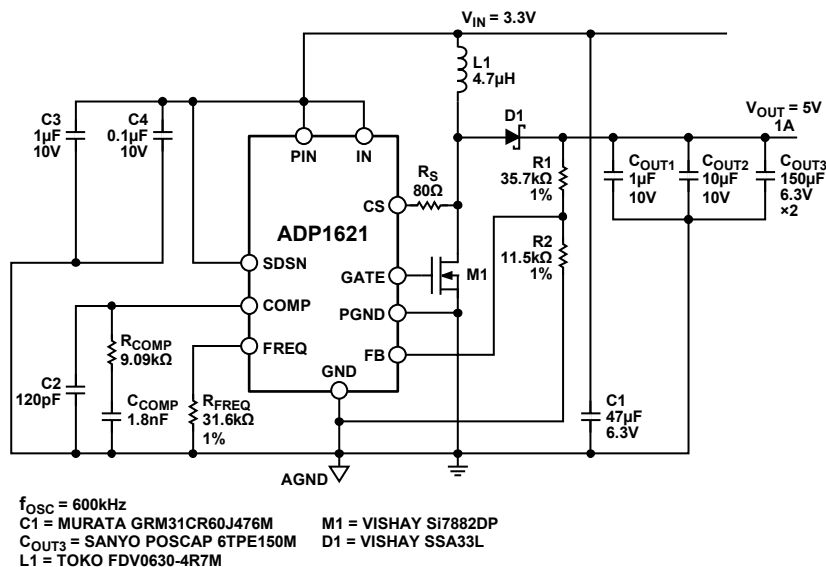 V_IN = 3.3V
L1
4.7µH
C3
1µF
10V
C4
0.1µF
10V
PIN
IN
D1
V_OUT = 5V
1A
R_S
80Ω
CS
R1
35.7kΩ
1%
C_OUT1
1µF
10V
C_OUT2
10µF
10V
C_OUT3
150µF
6.3V
×2
ADP1621
R2
11.5kΩ
1%
SDSN
GATE
M1
COMP
PGND
FREQ
FB
GND
R_COMP
9.09kΩ
C2
120pF
C_COMP
1.8nF
R_FREQ
31.6kΩ
1%
C1
47µF
6.3V
AGND
f_OSC = 600kHz
C1 = MURATA GRM31CR60J476M
M1 = VISHAY Si7882DP
C_OUT3 = SANYO POSCAP 6TPE150M
D1 = VISHAY SSA33L
L1 = TOKO FDV0630-4R7M